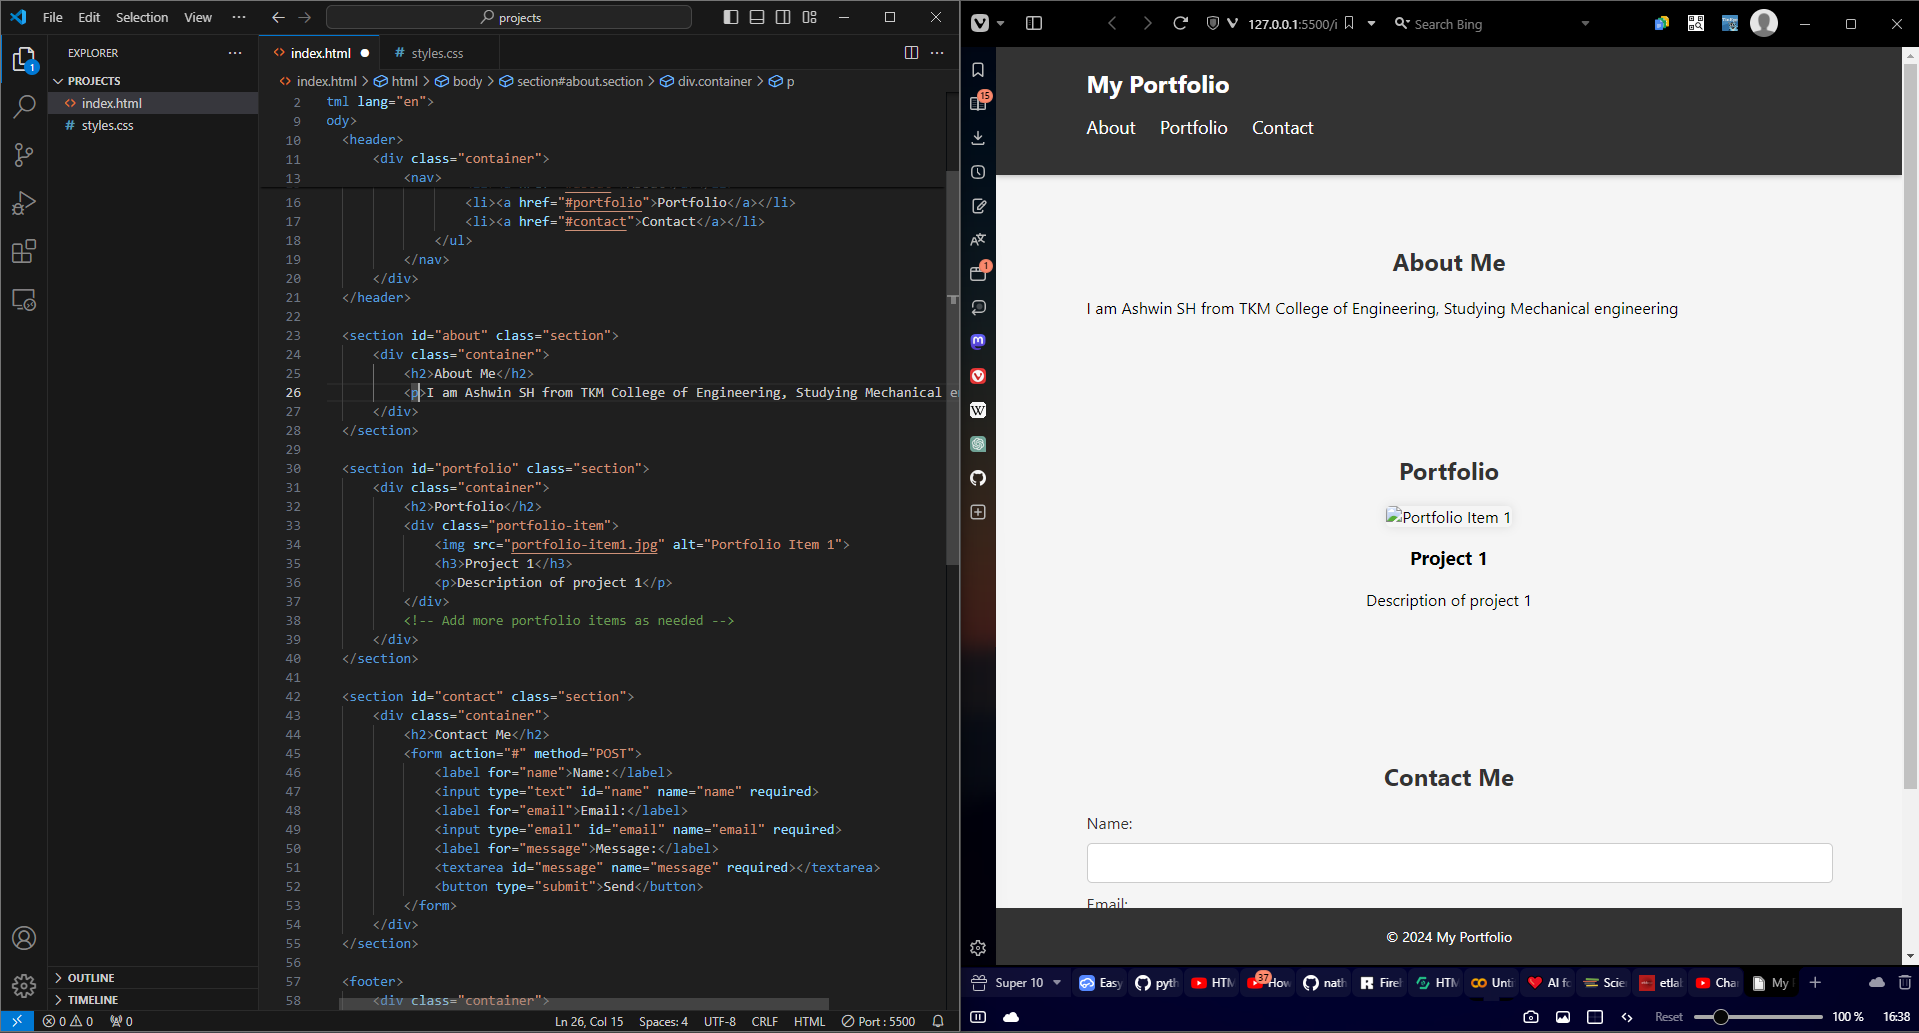 File Edit Selection View ··· projects
EXPLORER ···
PROJECTS
index.html
styles.css
OUTLINE
TIMELINE
1
index.html styles.css
index.html > html > body > section#about.section > div.container > p
2 tml lang="en">
9 ody>
10 <header>
11 <div class="container">
13 <nav>
16 <li><a href="#portfolio">Portfolio</a></li>
17 <li><a href="#contact">Contact</a></li>
18 </ul>
19 </nav>
20 </div>
21 </header>
22
23 <section id="about" class="section">
24 <div class="container">
25 <h2>About Me</h2>
26 <p>I am Ashwin SH from TKM College of Engineering, Studying Mechanical e
27 </div>
28 </section>
29
30 <section id="portfolio" class="section">
31 <div class="container">
32 <h2>Portfolio</h2>
33 <div class="portfolio-item">
34 <img src="portfolio-item1.jpg" alt="Portfolio Item 1">
35 <h3>Project 1</h3>
36 <p>Description of project 1</p>
37 </div>
38 <!-- Add more portfolio items as needed -->
39 </div>
40 </section>
41
42 <section id="contact" class="section">
43 <div class="container">
44 <h2>Contact Me</h2>
45 <form action="#" method="POST">
46 <label for="name">Name:</label>
47 <input type="text" id="name" name="name" required>
48 <label for="email">Email:</label>
49 <input type="email" id="email" name="email" required>
50 <label for="message">Message:</label>
51 <textarea id="message" name="message" required></textarea>
52 <button type="submit">Send</button>
53 </form>
54 </div>
55 </section>
56
57 <footer>
58 <div class="container">
0 0 0 Ln 26, Col 15 Spaces: 4 UTF-8 CRLF HTML Port : 5500
127.0.0.1:5500/i Search Bing
15
1
My Portfolio
About Portfolio Contact
About Me
I am Ashwin SH from TKM College of Engineering, Studying Mechanical engineering
Portfolio
Portfolio Item 1
Project 1
Description of project 1
Contact Me
Name:
Email:
© 2024 My Portfolio
Super 10 Easy pyth HTM 37 How nath Firel HTM Unti AI fo Scie etlal Cha My
Reset 100 % 16:38